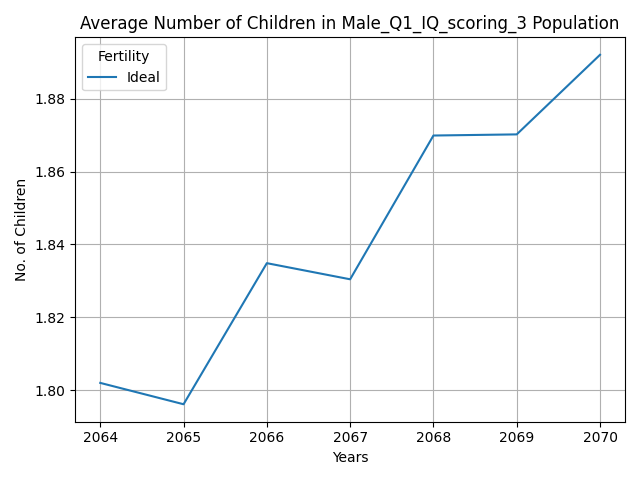 Average Number of Children in Male_Q1_IQ_scoring_3 Population
Fertility
Ideal
No. of Children
1.88
1.86
1.84
1.82
1.80
2064 2065 2066 2067 2068 2069 2070
Years